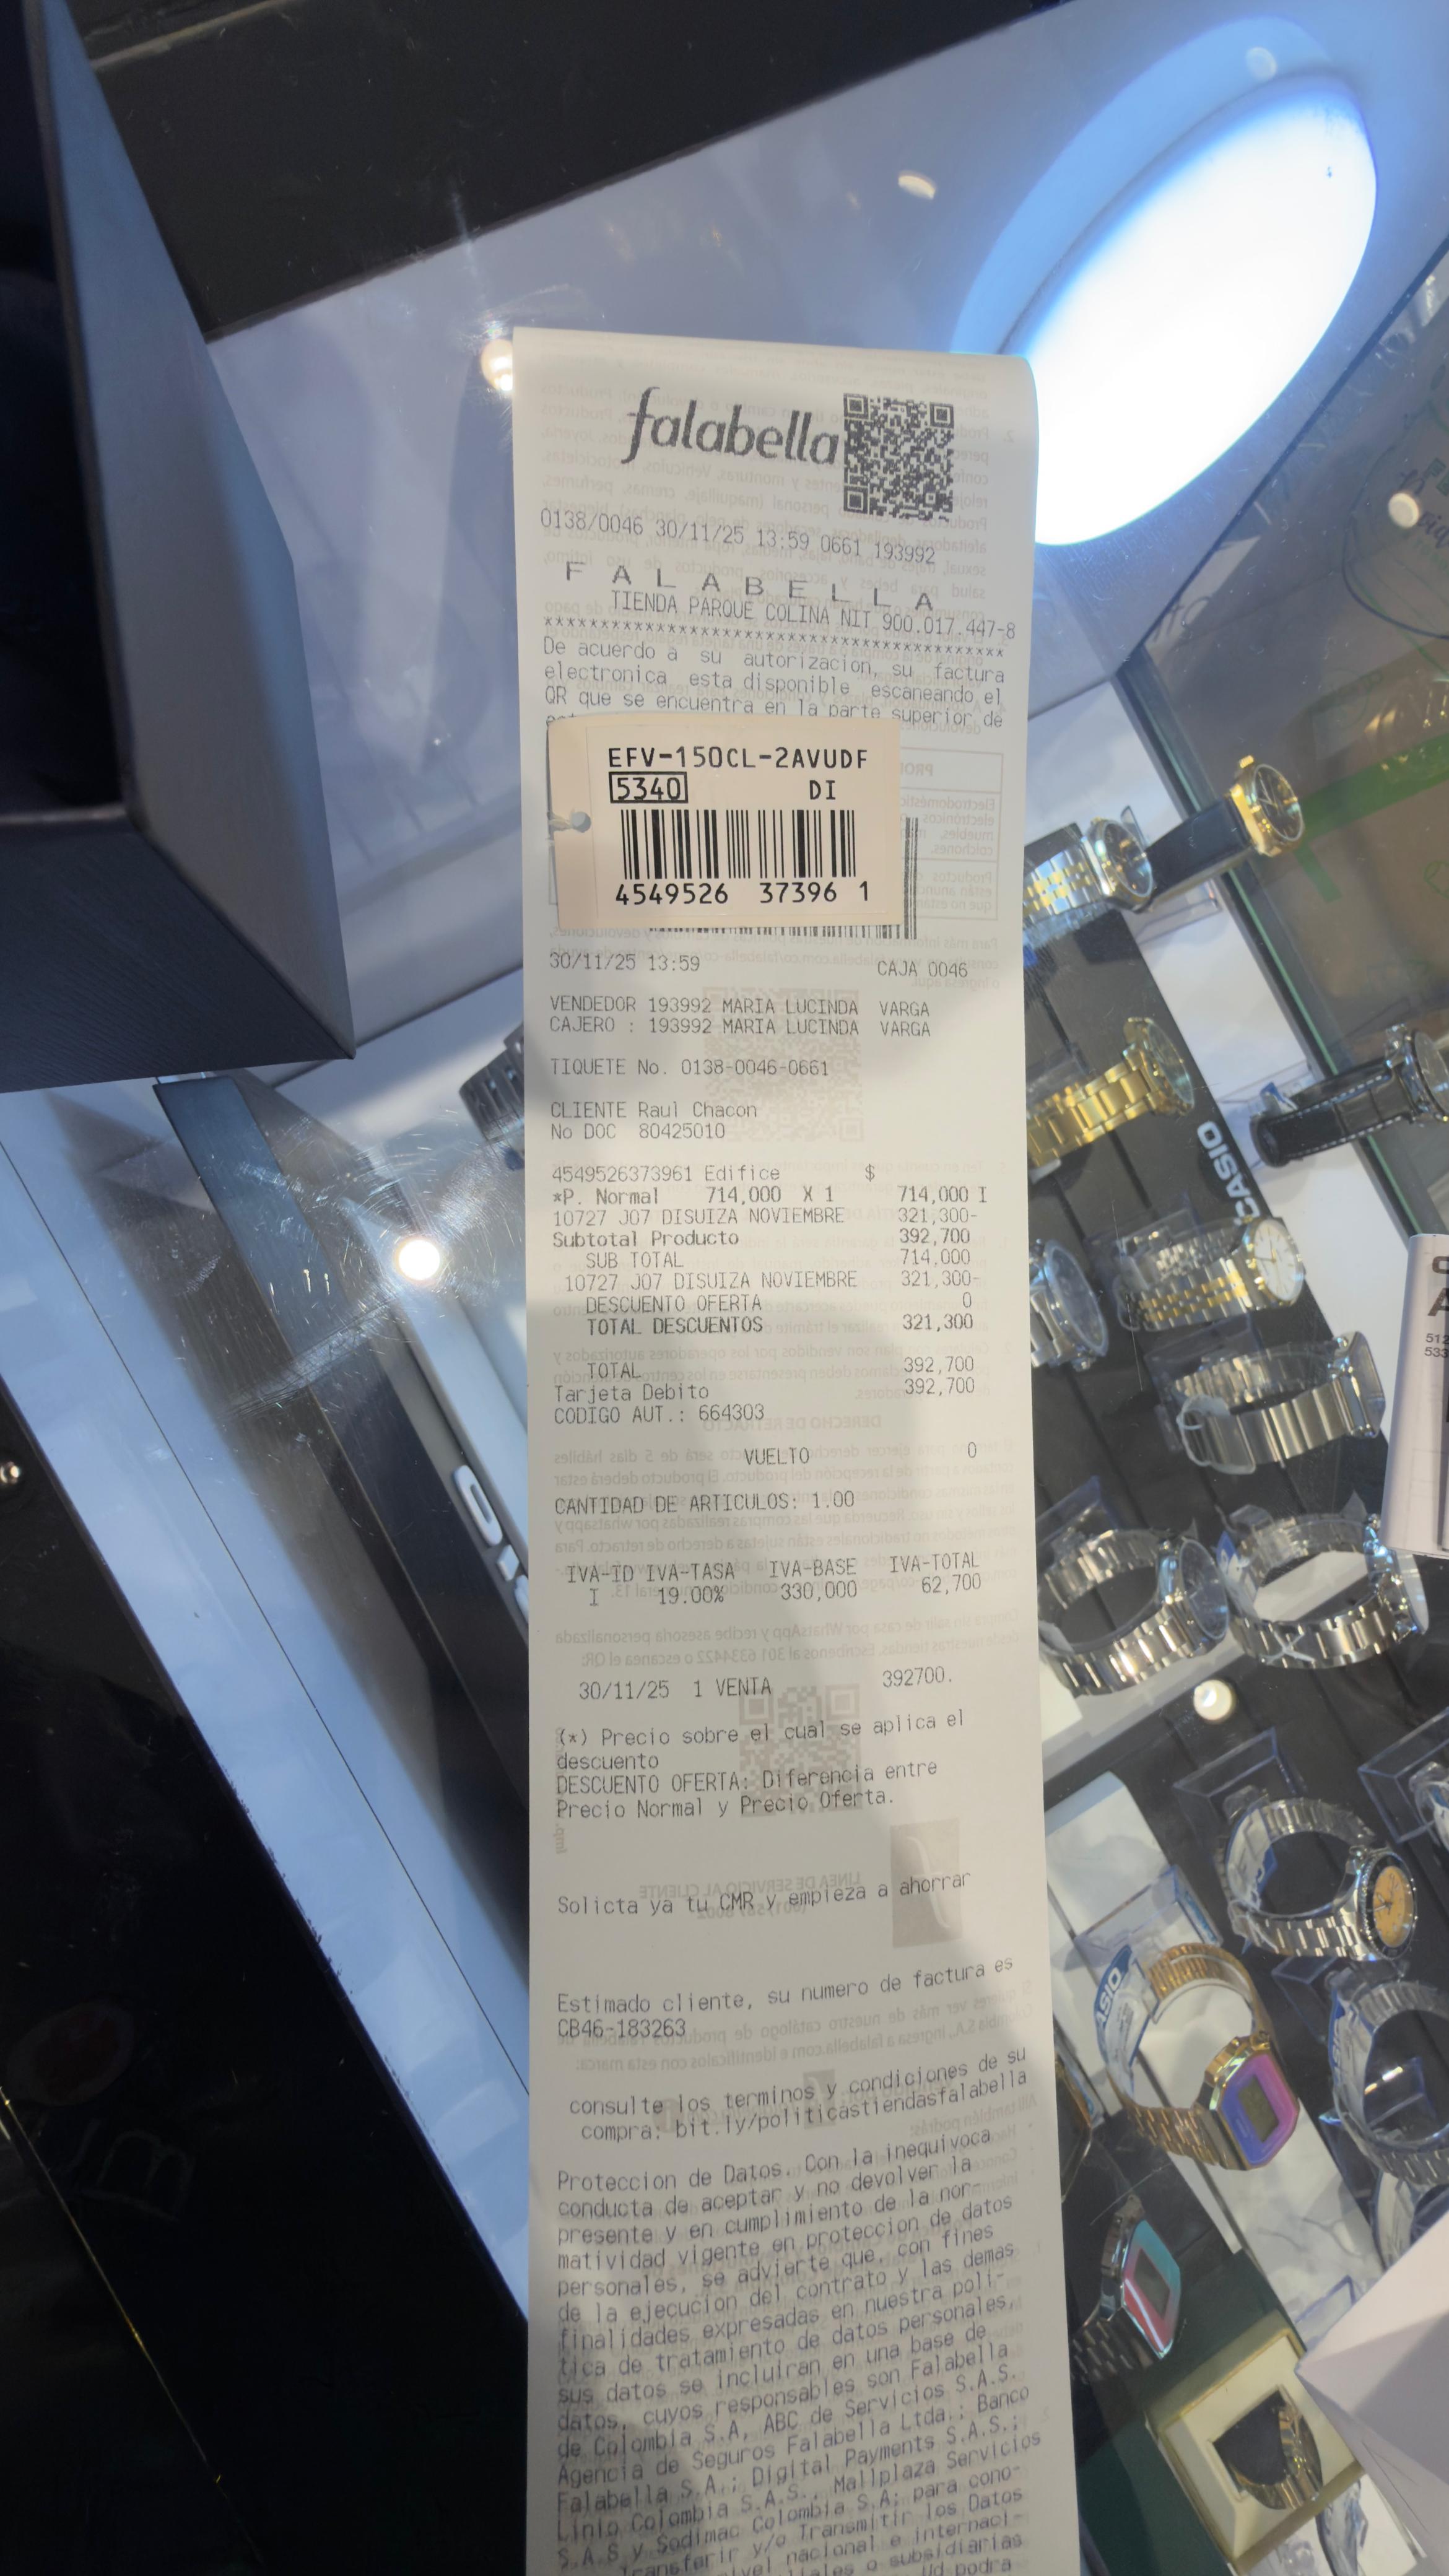 falabella
0138/0046 30/11/25 13:59 0661 193992
F A L A B E L L A
TIENDA PARQUE COLINA NIT 900.017.447-8
*****************************************
De acuerdo a su autorizacion, su factura
electronica esta disponible escaneando el
QR que se encuentra en la parte superior de
EFV-150CL-2AVUDF
5340 DI
4549526 37396 1
30/11/25 13:59 CAJA 0046
VENDEDOR 193992 MARIA LUCINDA VARGA
CAJERO : 193992 MARIA LUCINDA VARGA
TIQUETE No. 0138-0046-0661
CLIENTE Raul Chacon
No DOC 80425010
4549526373961 Edifice $
*P. Normal 714,000 X 1 714,000 I
10727 J07 DISUIZA NOVIEMBRE 321,300-
Subtotal Producto 392,700
SUB TOTAL 714,000
10727 J07 DISUIZA NOVIEMBRE 321,300-
DESCUENTO OFERTA 0
TOTAL DESCUENTOS 321,300
TOTAL 392,700
Tarjeta Debito 392,700
CODIGO AUT.: 664303
VUELTO 0
CANTIDAD DE ARTICULOS: 1.00
IVA-ID IVA-TASA IVA-BASE IVA-TOTAL
I 19.00% 330,000 62,700
30/11/25 1 VENTA 392700.
(*) Precio sobre el cual se aplica el
descuento
DESCUENTO OFERTA: Diferencia entre
Precio Normal y Precio Oferta.
Solicta ya tu CMR y empieza a ahorrar
Estimado cliente, su numero de factura es
CB46-183263
consulte los terminos y condiciones de su
compra: bit.ly/politicastiendasfalabella
Proteccion de Datos. Con la inequivoca
conducta de aceptar y no devolver la
presente y en cumplimiento de la nor-
matividad vigente en proteccion de datos
personales, se advierte que, con fines
de la ejecucion del contrato y las demas
finalidades expresadas en nuestra poli-
tica de tratamiento de datos personales,
sus datos se incluiran en una base de
datos, cuyos responsables son Falabella
de Colombia S.A, ABC de Servicios S.A.S.
Agencia de Seguros Falabella Ltda.; Banco
Falabella S.A.; Digital Payments S.A.S.;
Linio Colombia S.A.S., Mallplaza Servicios
S.A.S y Sodimac Colombia S.A; para cono-
Transferir y/o Transmitir los Datos
nivel nacional e internaci-
o subsidiarias
Ud podra
CASIO